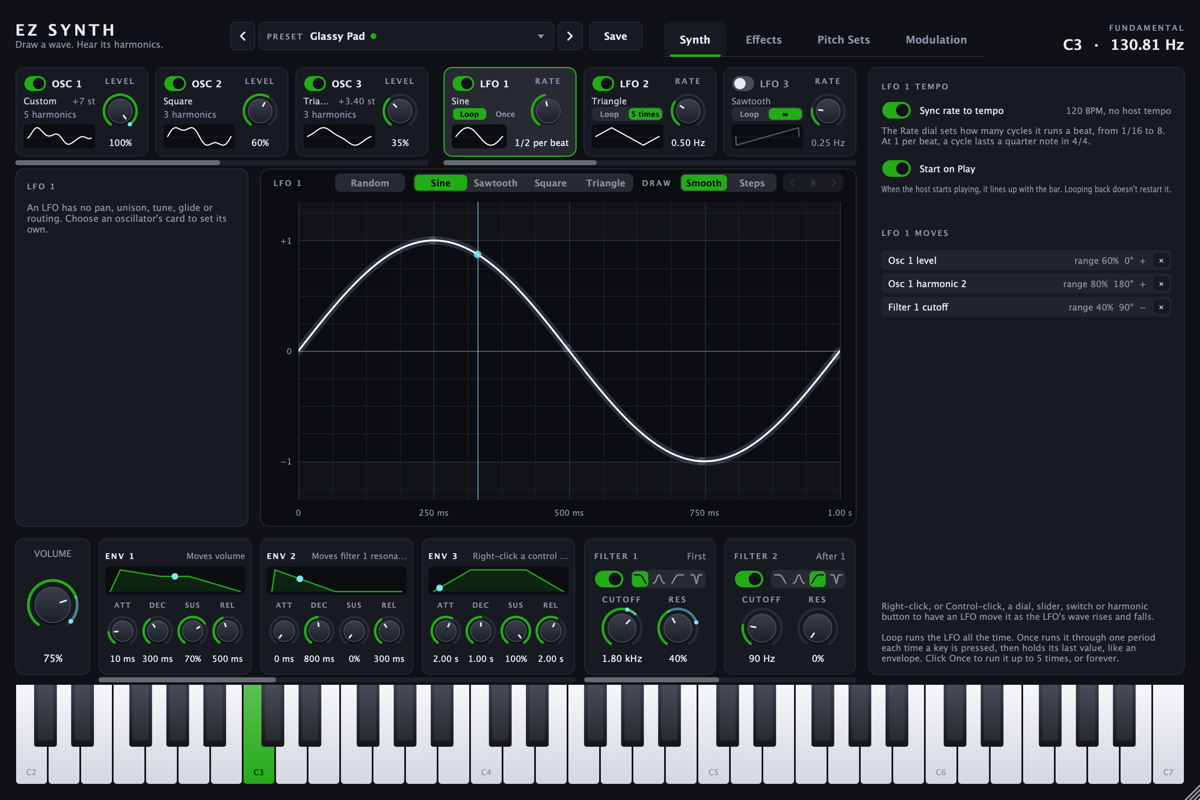 EZ SYNTH
Draw a wave. Hear its harmonics.
PRESET Glassy Pad
Save
Synth
Effects
Pitch Sets
Modulation
FUNDAMENTAL
C3 · 130.81 Hz
OSC 1
LEVEL
Custom +7 st
5 harmonics
100%
OSC 2
LEVEL
Square
3 harmonics
60%
OSC 3
LEVEL
Tria... +3.40 st
3 harmonics
35%
LFO 1
RATE
Sine
Loop Once
1/2 per beat
LFO 2
RATE
Triangle
Loop 5 times
0.50 Hz
LFO 3
RATE
Sawtooth
Loop ∞
0.25 Hz
LFO 1
An LFO has no pan, unison, tune, glide or
routing. Choose an oscillator's card to set its
own.
LFO 1
Random
Sine Sawtooth Square Triangle
DRAW
Smooth Steps
8
+1
0
−1
0 250 ms 500 ms 750 ms 1.00 s
LFO 1 TEMPO
Sync rate to tempo 120 BPM, no host tempo
The Rate dial sets how many cycles it runs a beat, from 1/16 to 8.
At 1 per beat, a cycle lasts a quarter note in 4/4.
Start on Play
When the host starts playing, it lines up with the bar. Looping back doesn't restart it.
LFO 1 MOVES
Osc 1 level range 60% 0° + ×
Osc 1 harmonic 2 range 80% 180° + ×
Filter 1 cutoff range 40% 90° − ×
Right-click, or Control-click, a dial, slider, switch or harmonic
button to have an LFO move it as the LFO's wave rises and falls.
Loop runs the LFO all the time. Once runs it through one period
each time a key is pressed, then holds its last value, like an
envelope. Click Once to run it up to 5 times, or forever.
VOLUME
75%
ENV 1 Moves volume
ATT DEC SUS REL
10 ms 300 ms 70% 500 ms
ENV 2 Moves filter 1 resona...
ATT DEC SUS REL
0 ms 800 ms 0% 300 ms
ENV 3 Right-click a control ...
ATT DEC SUS REL
2.00 s 1.00 s 100% 2.00 s
FILTER 1 First
CUTOFF RES
1.80 kHz 40%
FILTER 2 After 1
CUTOFF RES
90 Hz 0%
C2 C3 C4 C5 C6 C7